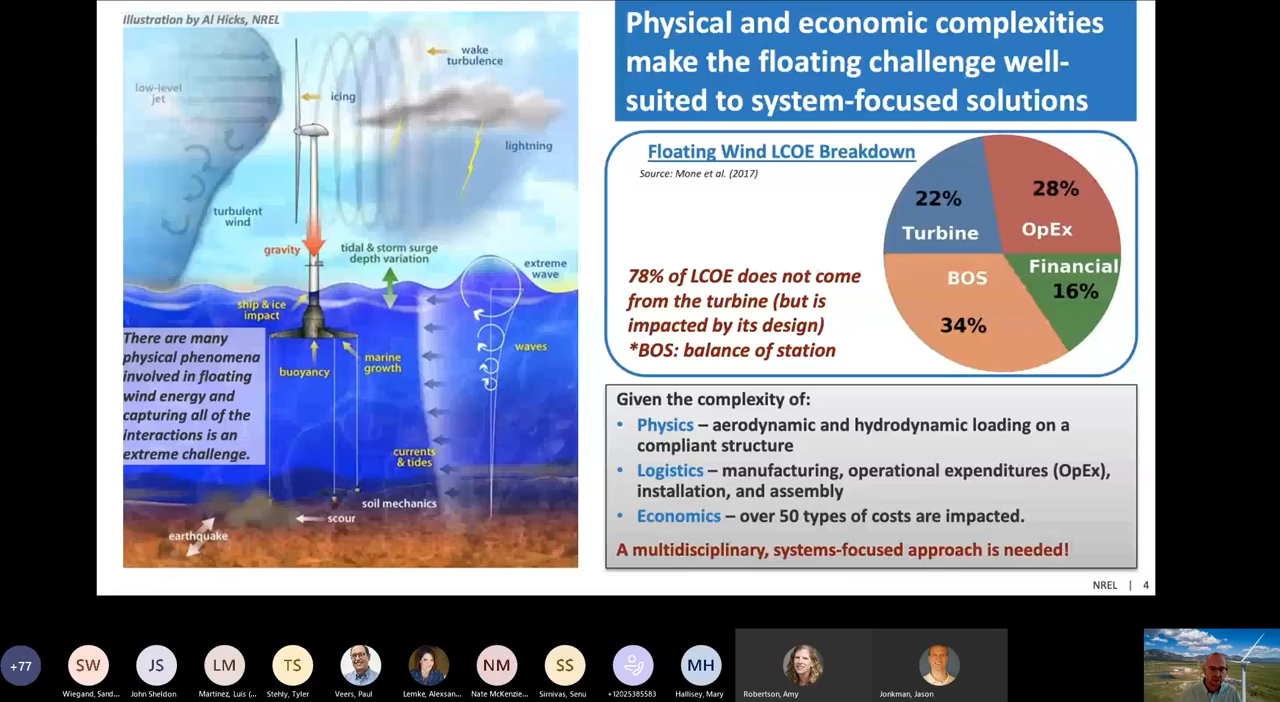 Illustration by Al Hicks, NREL
wake
turbulence
low-level
jet
icing
lightning
turbulent
wind
gravity
tidal & storm surge
depth variation
extreme
wave
ship & ice
impact
There are many
physical phenomena
involved in floating
wind energy and
capturing all of the
interactions is an
extreme challenge.
buoyancy
marine
growth
waves
currents
& tides
soil mechanics
scour
earthquake
Physical and economic complexities
make the floating challenge well-
suited to system-focused solutions
Floating Wind LCOE Breakdown
Source: Mone et al. (2017)
22%
Turbine
28%
OpEx
Financial
16%
BOS
34%
78% of LCOE does not come
from the turbine (but is
impacted by its design)
*BOS: balance of station
Given the complexity of:
• Physics – aerodynamic and hydrodynamic loading on a
compliant structure
• Logistics – manufacturing, operational expenditures (OpEx),
installation, and assembly
• Economics – over 50 types of costs are impacted.
A multidisciplinary, systems-focused approach is needed!
NREL | 4
+77
SW
JS
LM
TS
NM
SS
MH
Wiegand, Sand...
John Sheldon
Martinez, Luis (...
Stehly, Tyler
Veers, Paul
Lemke, Alexsan...
Nate McKenzie...
Sirnivas, Senu
+12025385583
Hallisey, Mary
Robertson, Amy
Jonkman, Jason